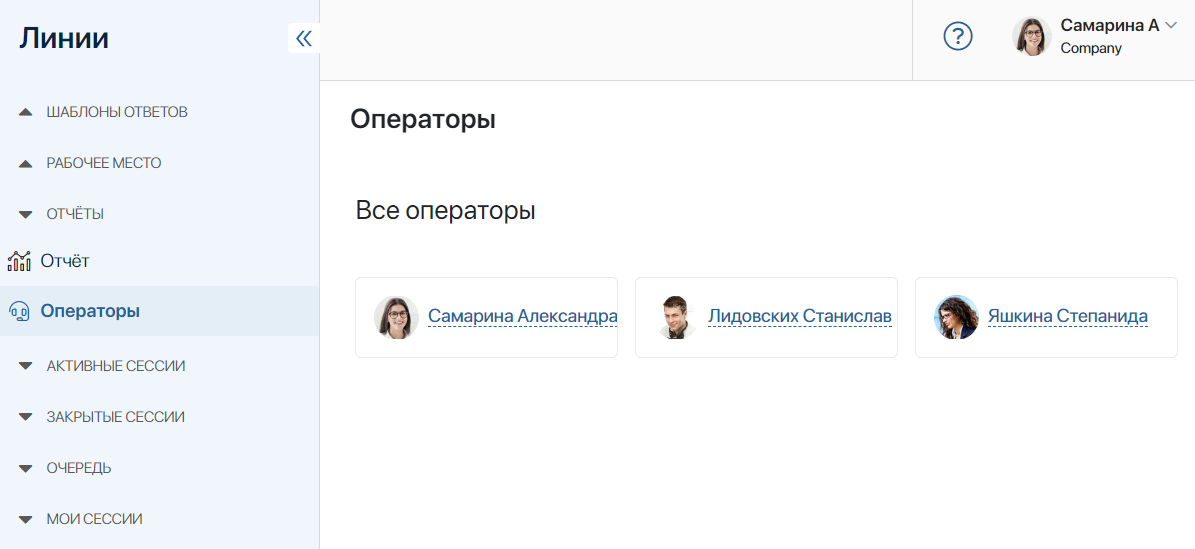 Линии
ШАБЛОНЫ ОТВЕТОВ
РАБОЧЕЕ МЕСТО
ОТЧЁТЫ
Отчёт
Операторы
АКТИВНЫЕ СЕССИИ
ЗАКРЫТЫЕ СЕССИИ
ОЧЕРЕДЬ
МОИ СЕССИИ
?
Самарина А
Company
Операторы
Все операторы
Самарина Александра
Лидовских Станислав
Яшкина Степанида